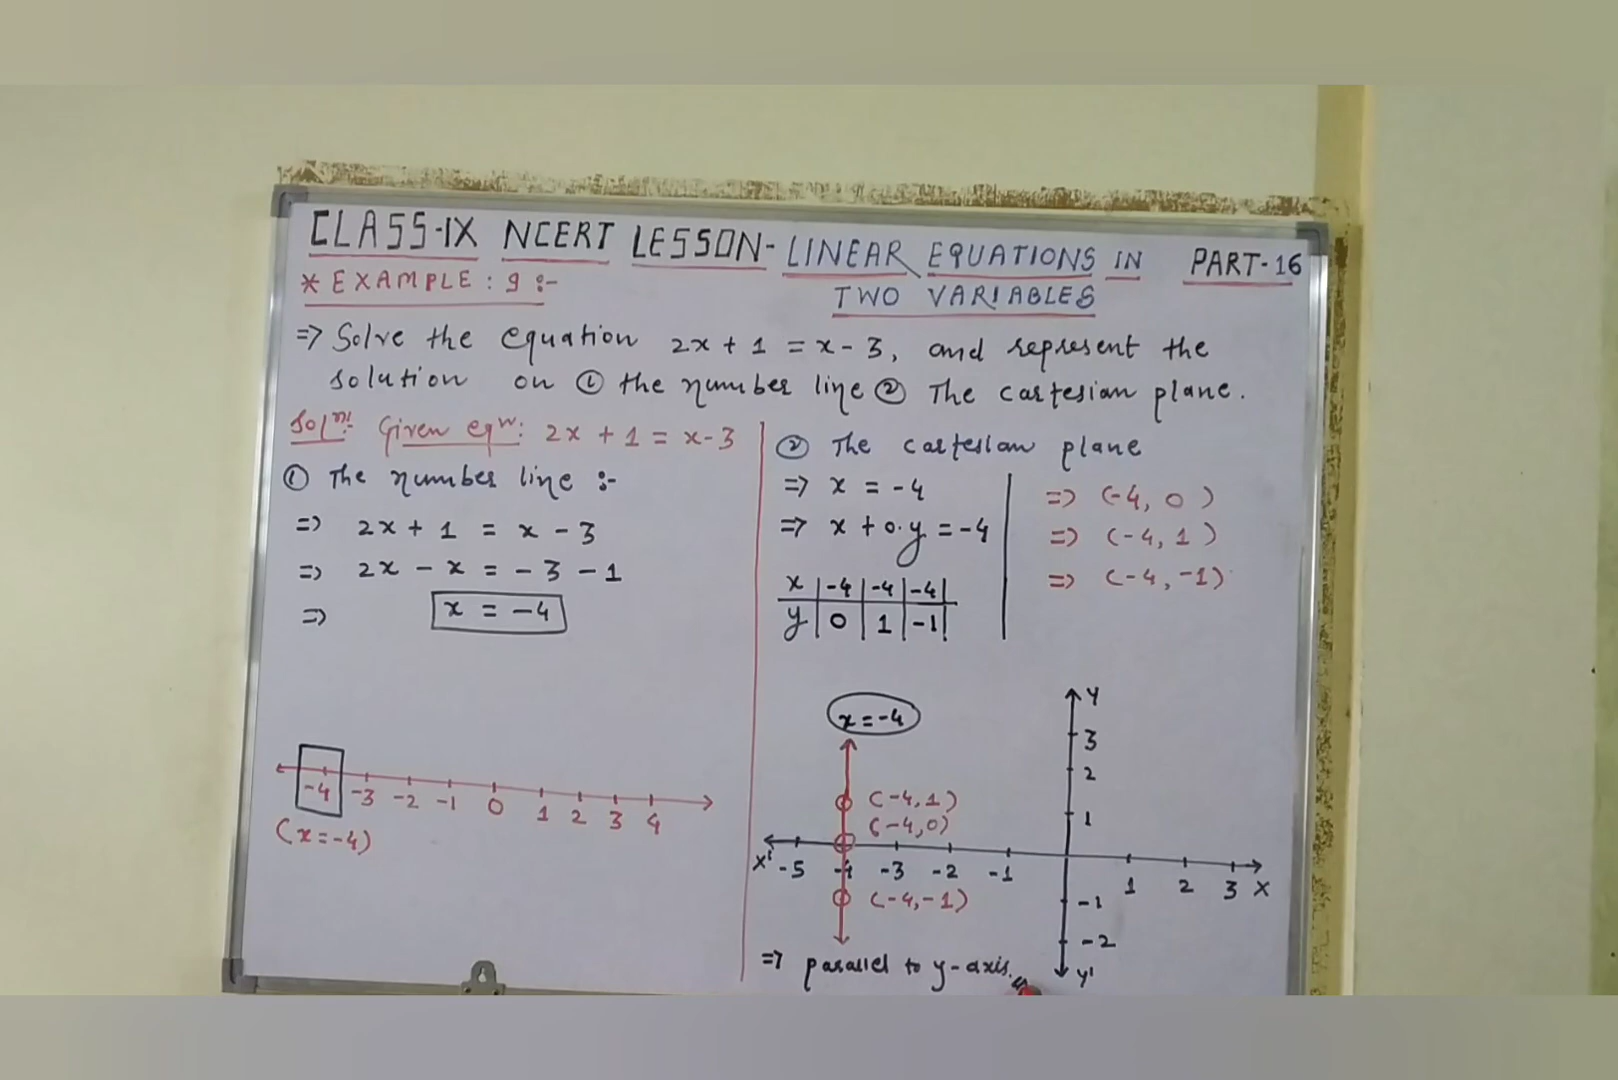 CLASS-IX NCERT LESSON- LINEAR EQUATIONS IN TWO VARIABLES PART-16
* EXAMPLE : 9 :-
=> Solve the equation 2x + 1 = x - 3, and represent the
solution on ① the number line ② The cartesian plane.
Solⁿ:- Given eqⁿ: 2x + 1 = x - 3
① The number line :-
=> 2x + 1 = x - 3
=> 2x - x = - 3 - 1
=> x = -4
-4 -3 -2 -1 0 1 2 3 4
(x = -4)
② The cartesian plane
=> x = -4
=> x + 0.y = -4
x | -4 | -4 | -4 |
y | 0 | 1 | -1 |
=> (-4, 0)
=> (-4, 1)
=> (-4, -1)
x = -4
Y
3
2
1
(-4, 1)
(-4, 0)
X' -5 -4 -3 -2 -1 1 2 3 X
(-4, -1)
-1
-2
Y'
=> parallel to y-axis.